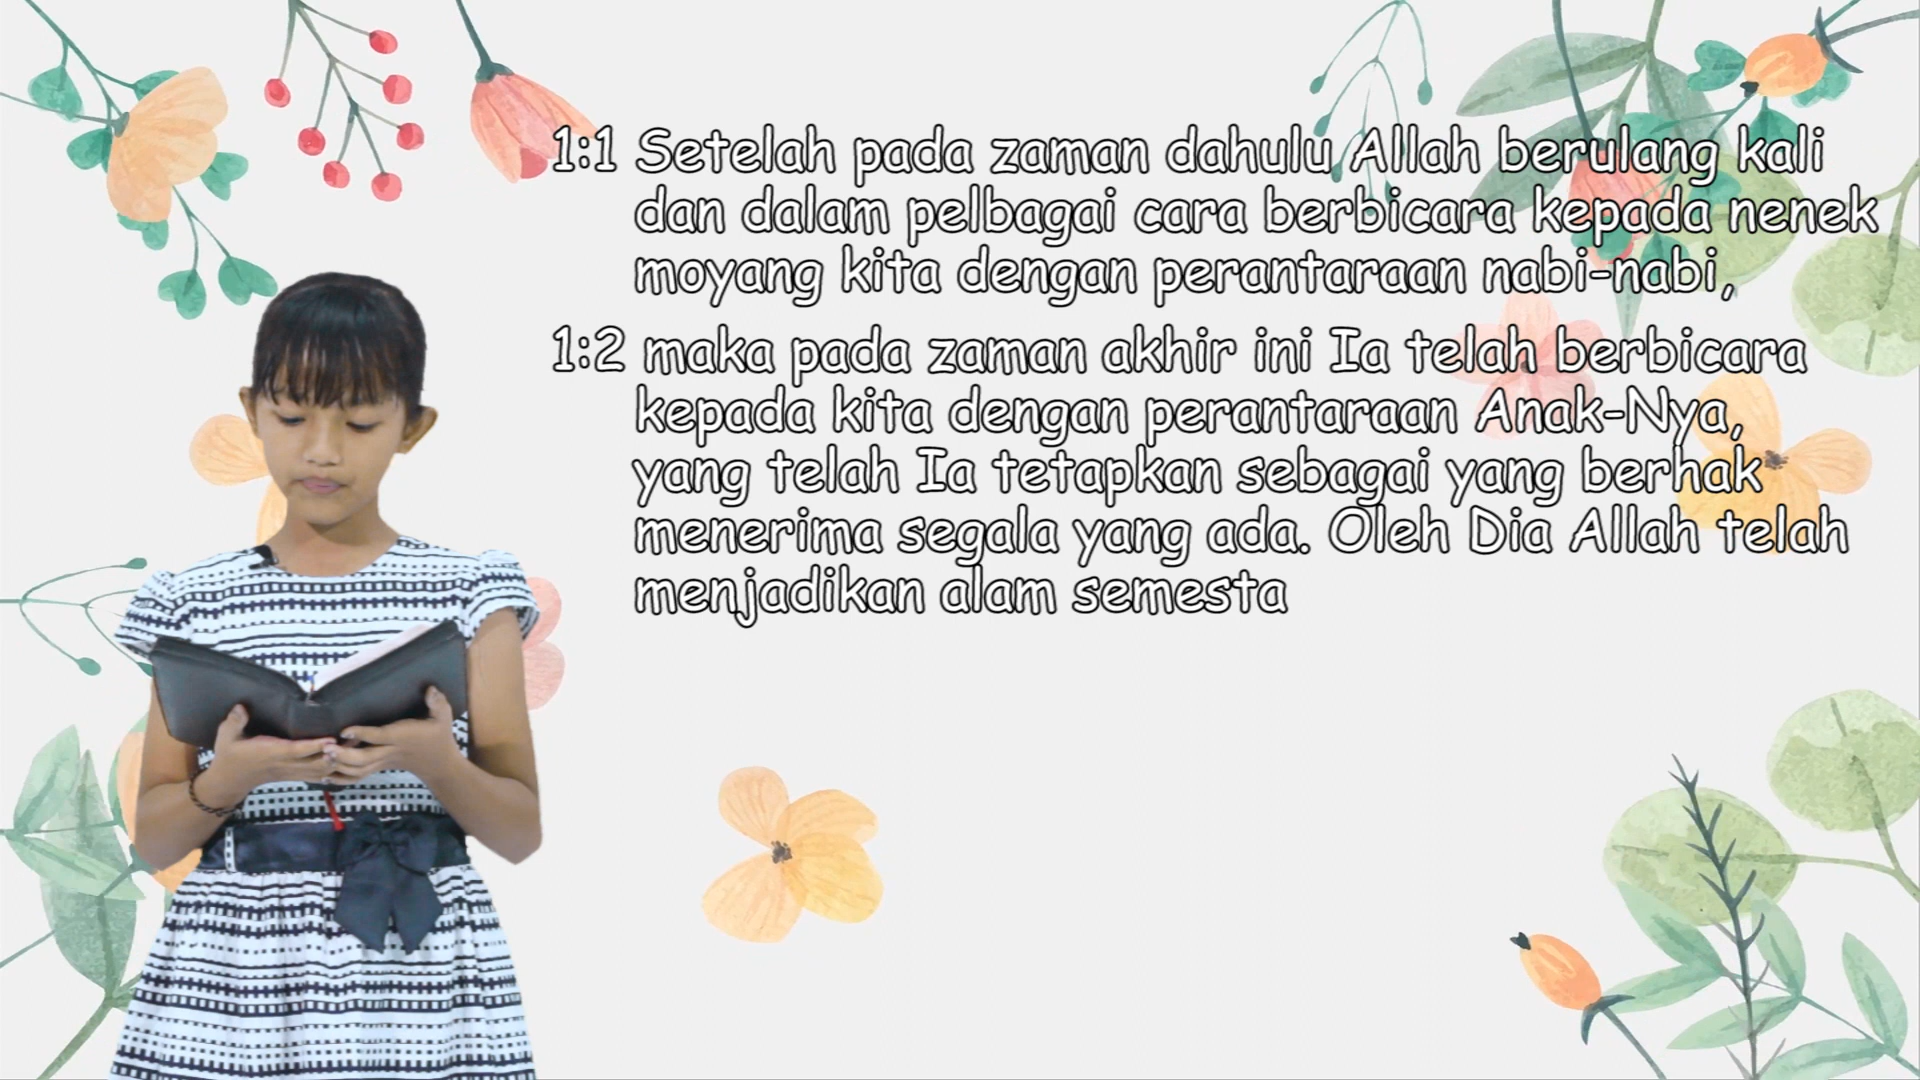 1:1 Setelah pada zaman dahulu Allah berulang kali
dan dalam pelbagai cara berbicara kepada nenek
moyang kita dengan perantaraan nabi-nabi,
1:2 maka pada zaman akhir ini Ia telah berbicara
kepada kita dengan perantaraan Anak-Nya,
yang telah Ia tetapkan sebagai yang berhak
menerima segala yang ada. Oleh Dia Allah telah
menjadikan alam semesta